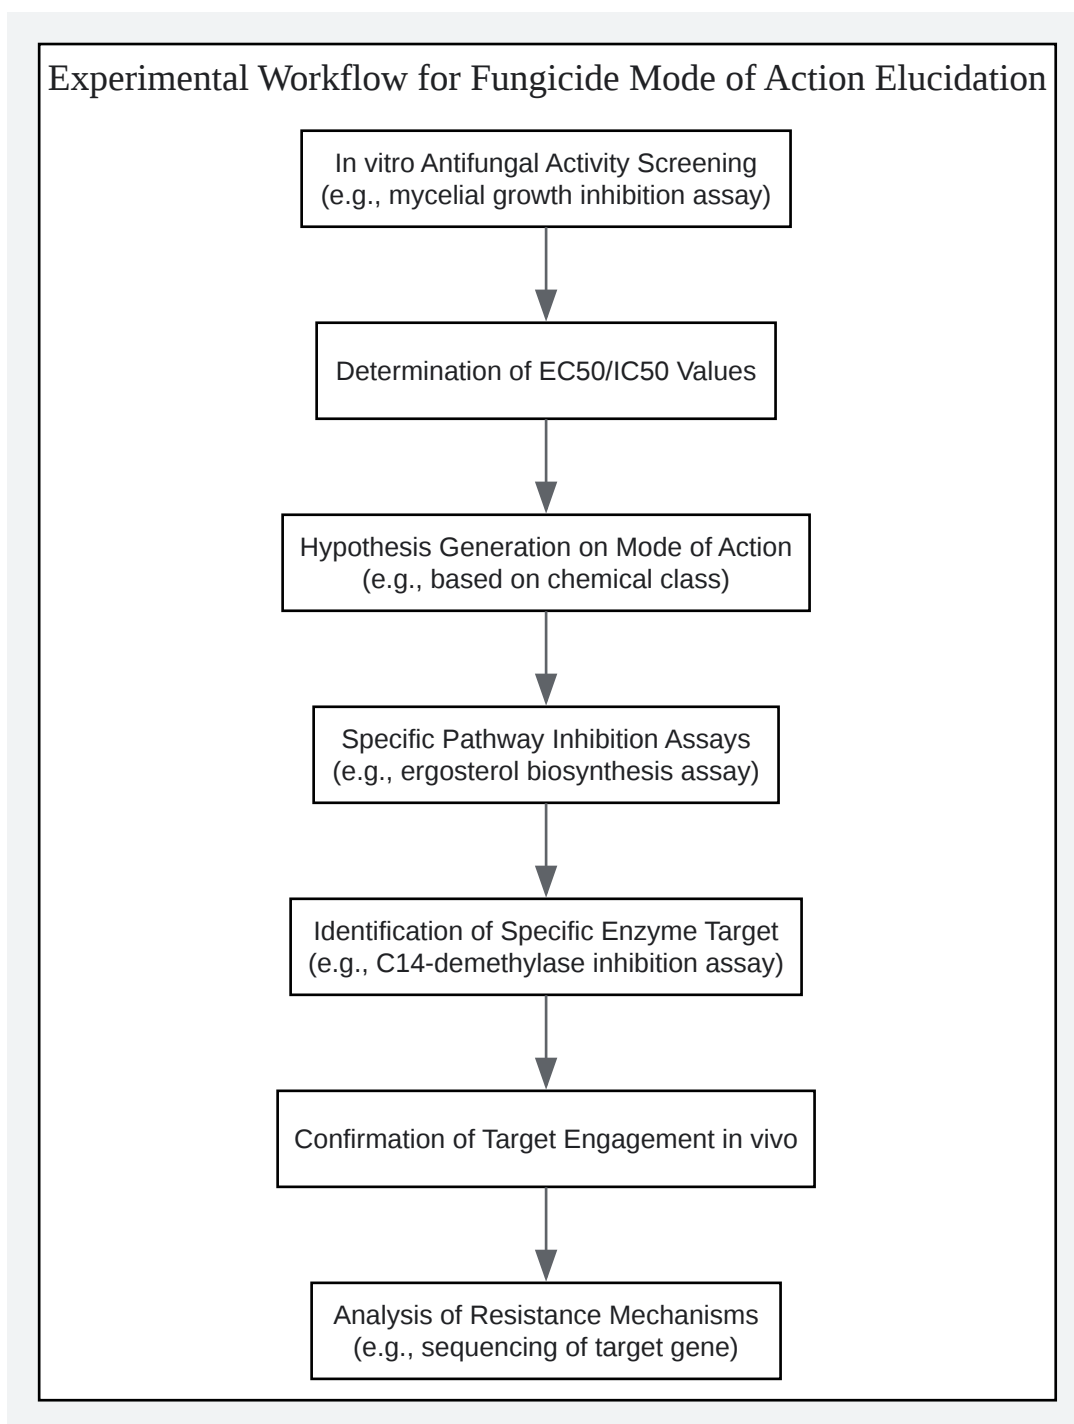 Experimental Workflow for Fungicide Mode of Action Elucidation
In vitro Antifungal Activity Screening
(e.g., mycelial growth inhibition assay)
Determination of EC50/IC50 Values
Hypothesis Generation on Mode of Action
(e.g., based on chemical class)
Specific Pathway Inhibition Assays
(e.g., ergosterol biosynthesis assay)
Identification of Specific Enzyme Target
(e.g., C14-demethylase inhibition assay)
Confirmation of Target Engagement in vivo
Analysis of Resistance Mechanisms
(e.g., sequencing of target gene)